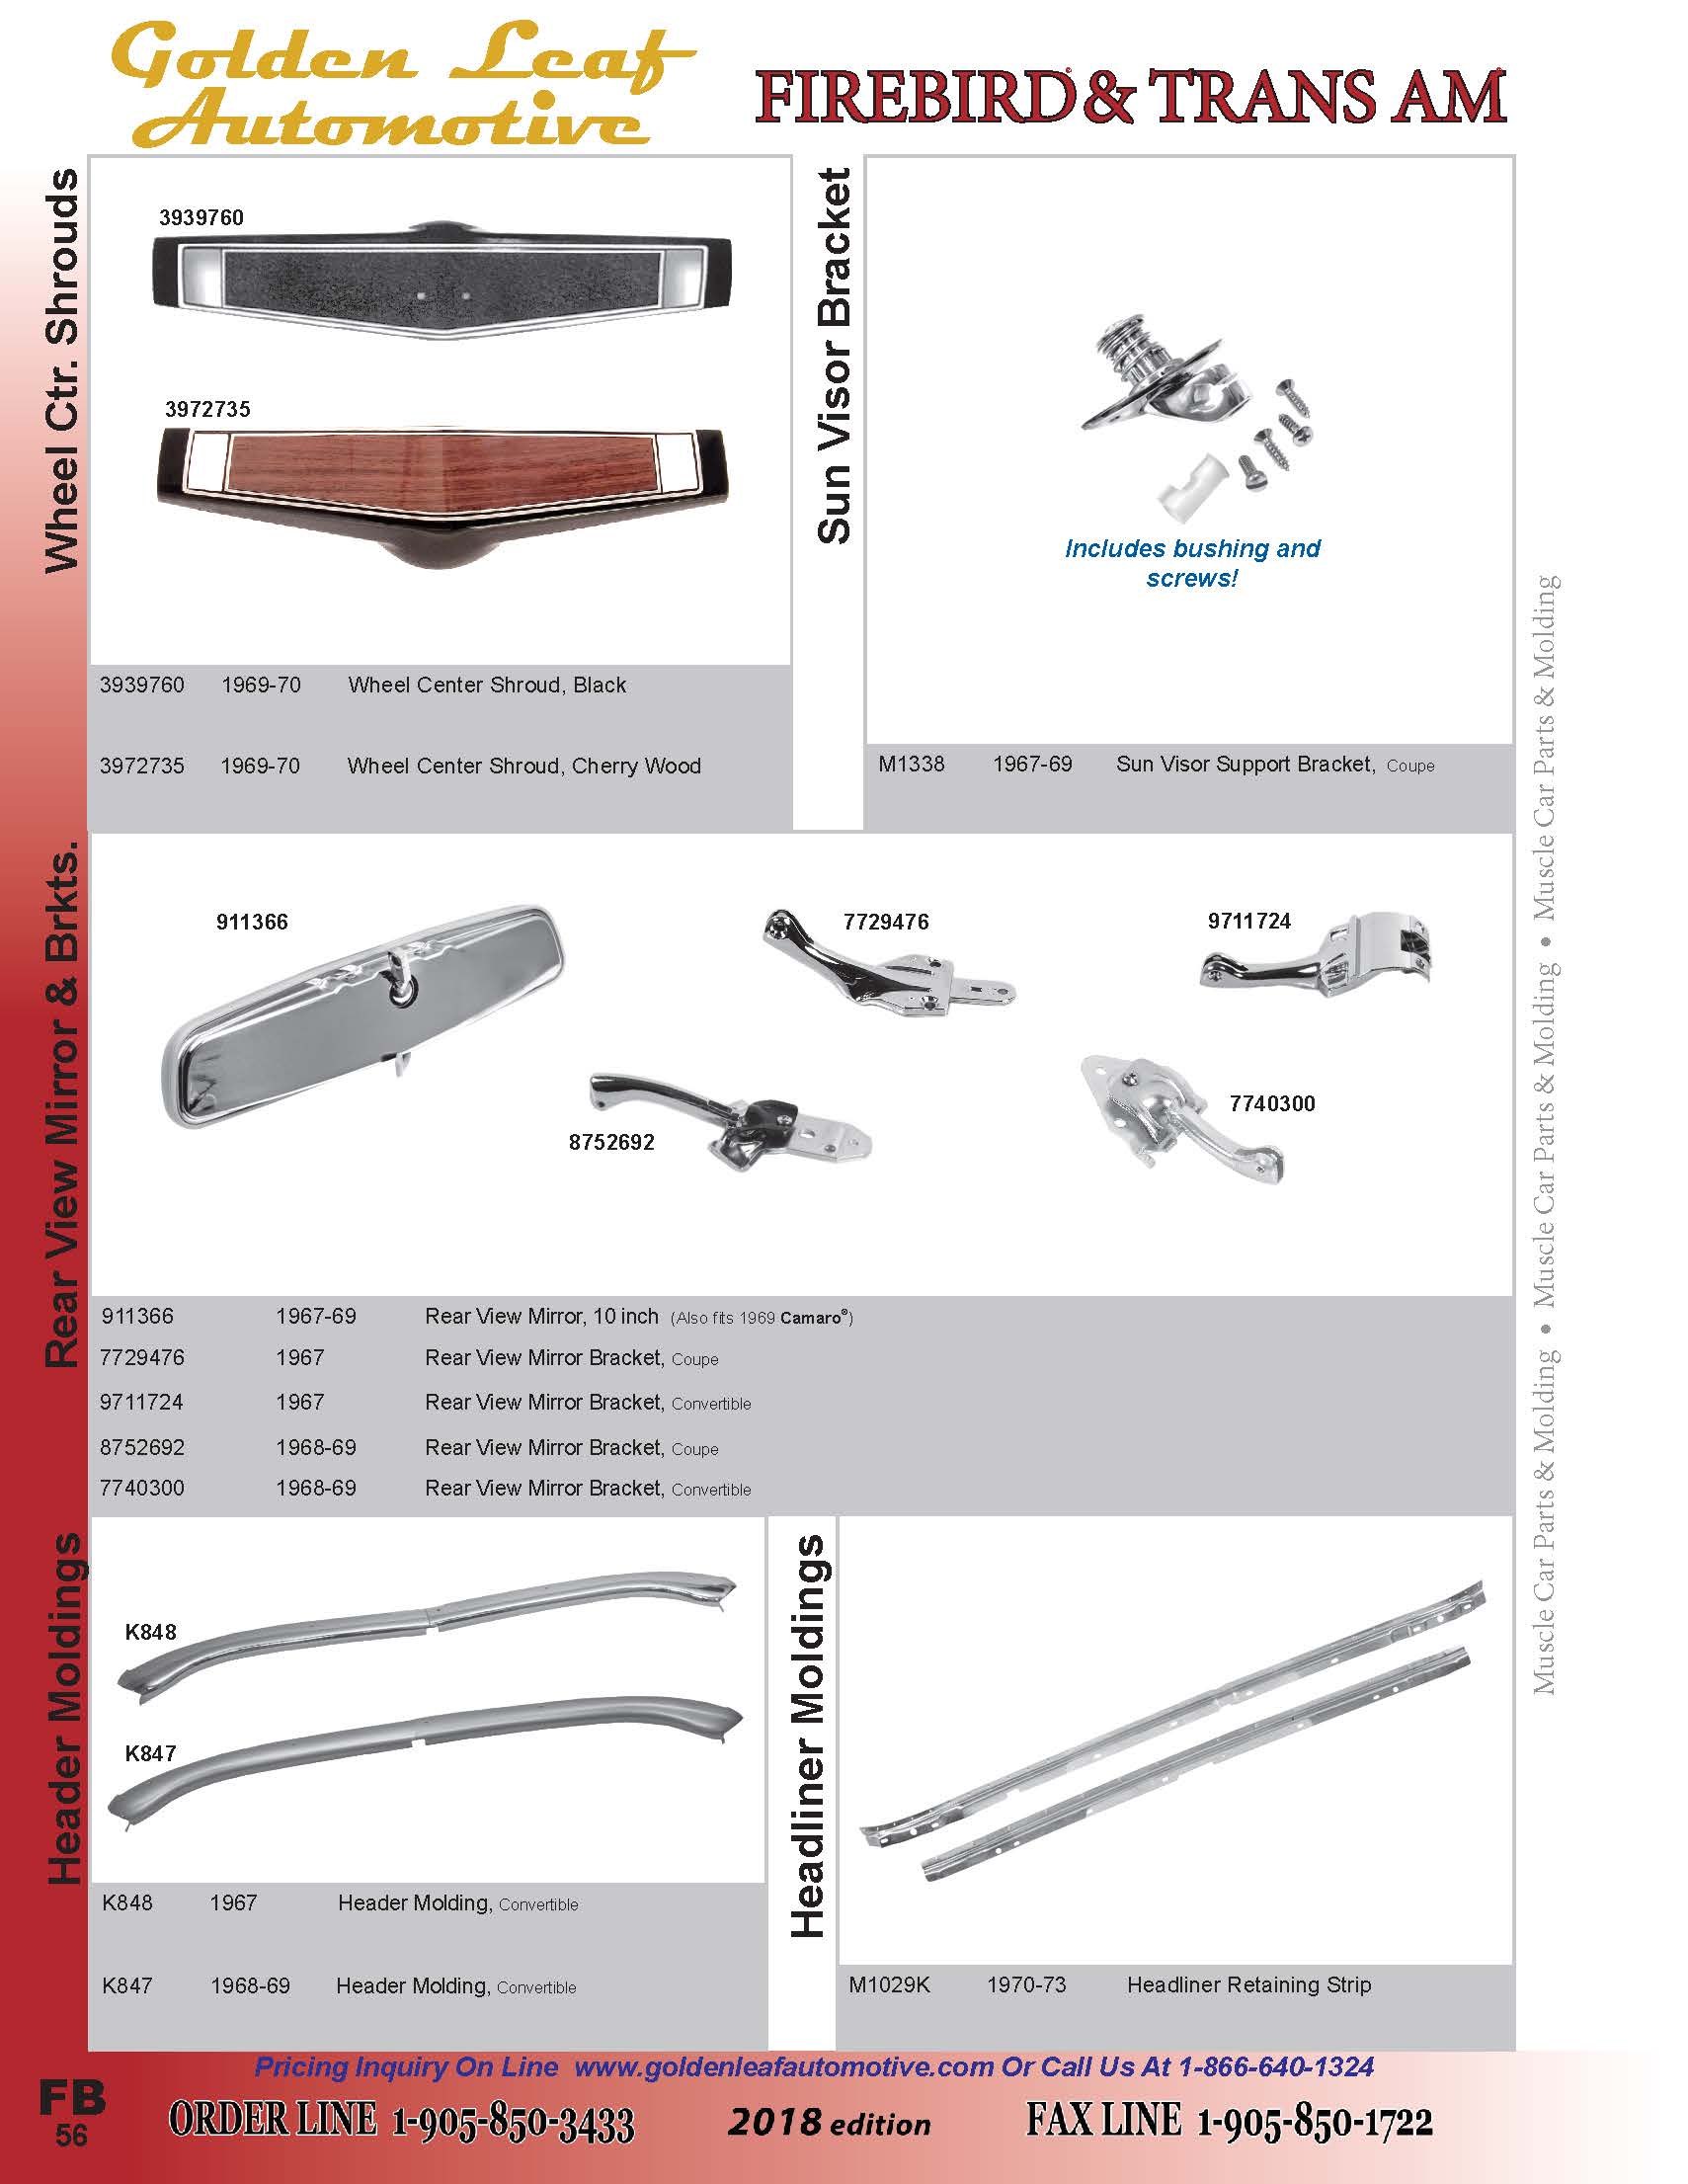 Golden Leaf
Automotive
FIREBIRD & TRANS AM
Wheel Ctr. Shrouds
3939760
3972735
3939760 1969-70 Wheel Center Shroud, Black
3972735 1969-70 Wheel Center Shroud, Cherry Wood
Sun Visor Bracket
Includes bushing and
screws!
M1338 1967-69 Sun Visor Support Bracket, Coupe
Rear View Mirror & Brkts.
911366
7729476
9711724
8752692
7740300
911366 1967-69 Rear View Mirror, 10 inch (Also fits 1969 Camaro®)
7729476 1967 Rear View Mirror Bracket, Coupe
9711724 1967 Rear View Mirror Bracket, Convertible
8752692 1968-69 Rear View Mirror Bracket, Coupe
7740300 1968-69 Rear View Mirror Bracket, Convertible
Header Moldings
K848
K847
K848 1967 Header Molding, Convertible
K847 1968-69 Header Molding, Convertible
Headliner Moldings
M1029K 1970-73 Headliner Retaining Strip
Muscle Car Parts & Molding • Muscle Car Parts & Molding • Muscle Car Parts & Molding
Pricing Inquiry On Line www.goldenleafautomotive.com Or Call Us At 1-866-640-1324
FB
56
ORDER LINE 1-905-850-3433 2018 edition FAX LINE 1-905-850-1722